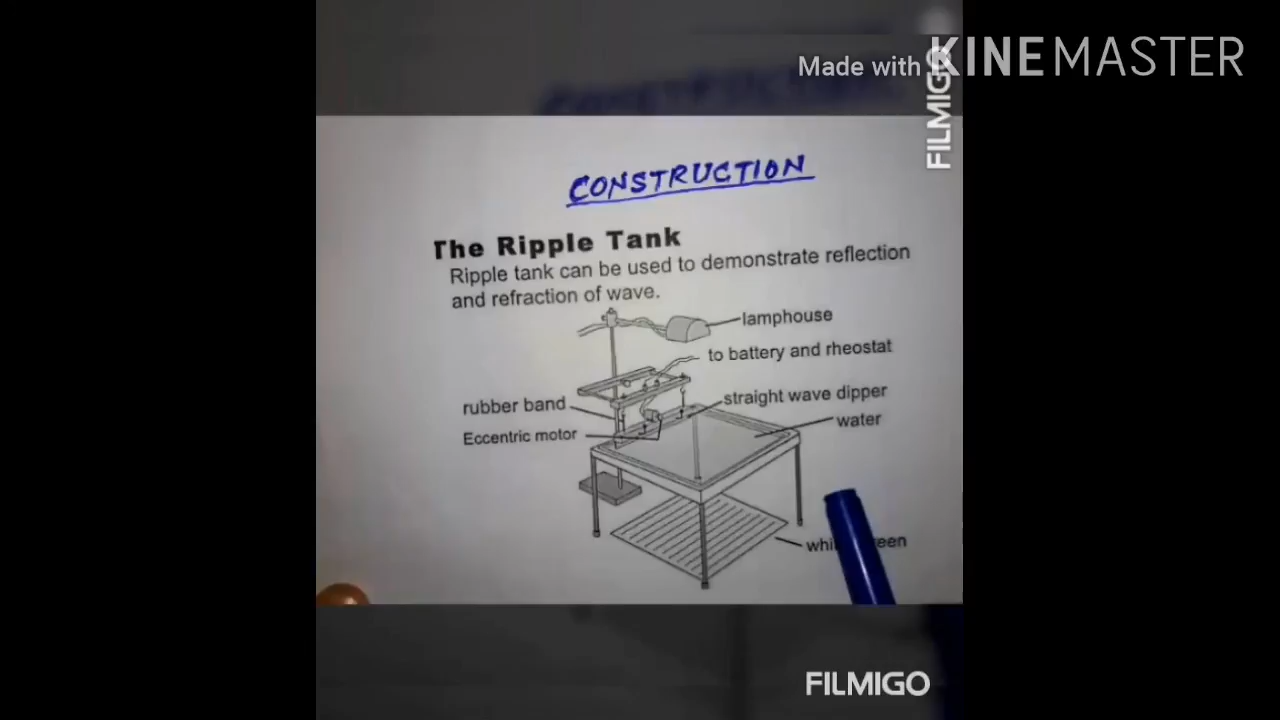 Made with KINEMASTER
FILMIGO
CONSTRUCTION
The Ripple Tank
Ripple tank can be used to demonstrate reflection
and refraction of wave.
lamphouse
to battery and rheostat
straight wave dipper
rubber band
water
Eccentric motor
FILMIGO